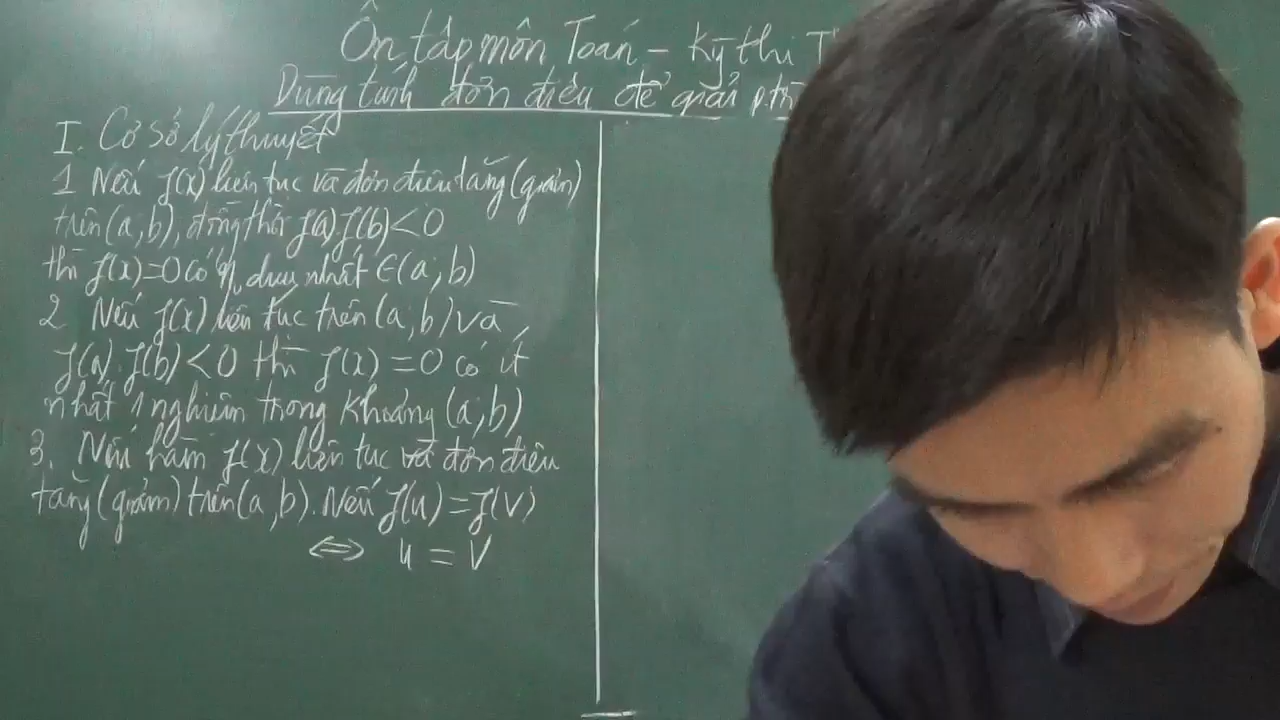 Ôn tập môn Toán – Kỳ thi T
Dùng tính đơn điệu để giải p.tr
I. Cơ sở lý thuyết
1 Nếu f(x) liên tục và đơn điệu tăng (giảm)
trên (a, b), đồng thời f(a).f(b) < 0
thì f(x) = 0 có n0 duy nhất ∈ (a; b)
2 Nếu f(x) liên tục trên (a, b) và
f(a).f(b) < 0 thì f(x) = 0 có ít
nhất 1 nghiệm trong khoảng (a; b)
3. Nếu hàm f(x) liên tục và đơn điệu
tăng (giảm) trên (a, b). Nếu f(u) = f(v)
⇔ u = v